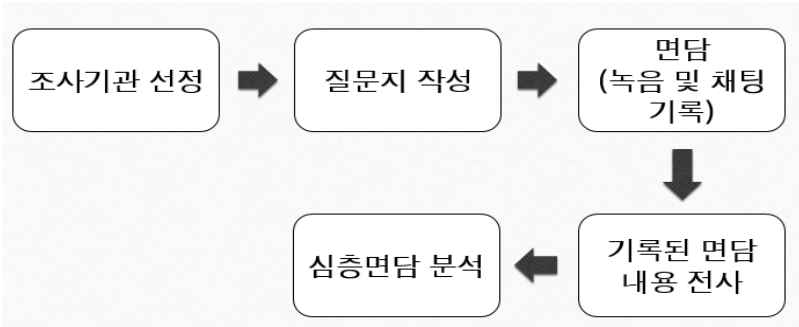 조사기관 선정
질문지 작성
면담
(녹음 및 채팅
기록)
기록된 면담
내용 전사
심층면담 분석